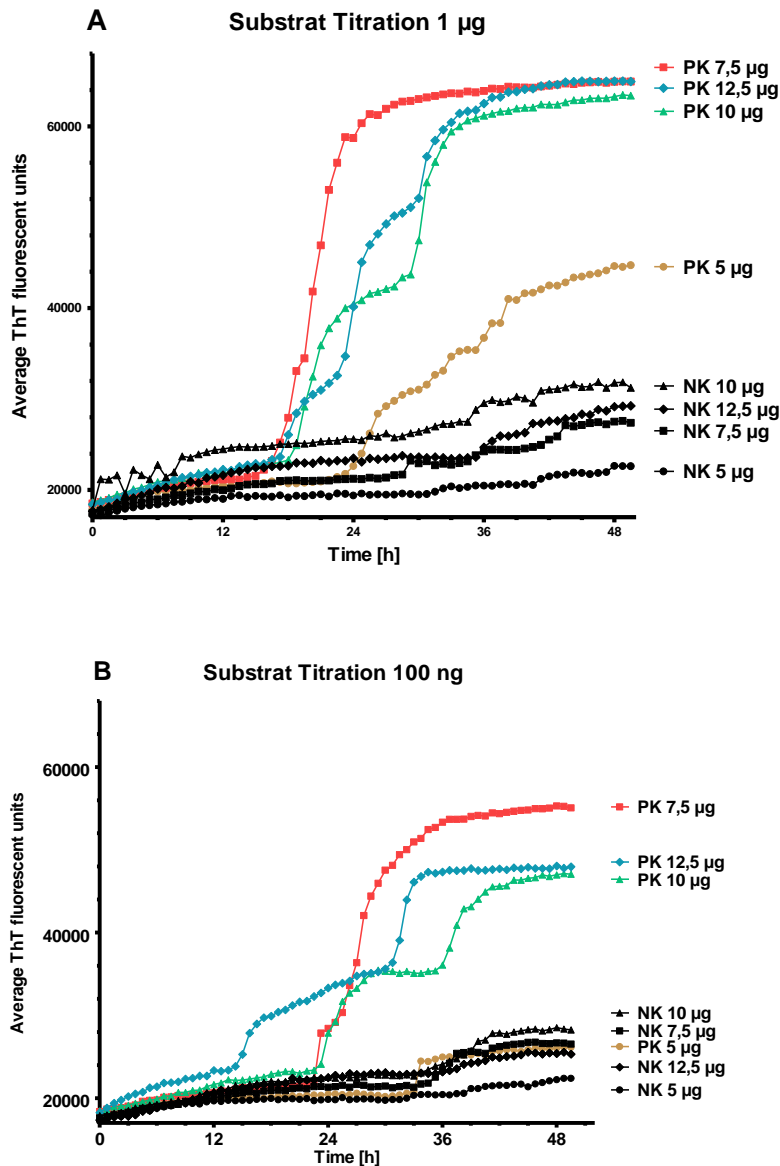 A
Substrat Titration 1 µg
Average ThT fluorescent units
60000
40000
20000
0
12
24
36
48
Time [h]
PK 7,5 µg
PK 12,5 µg
PK 10 µg
PK 5 µg
NK 10 µg
NK 12,5 µg
NK 7,5 µg
NK 5 µg
B
Substrat Titration 100 ng
Average ThT fluorescent units
60000
40000
20000
0
12
24
36
48
Time [h]
PK 7,5 µg
PK 12,5 µg
PK 10 µg
NK 10 µg
NK 7,5 µg
PK 5 µg
NK 12,5 µg
NK 5 µg